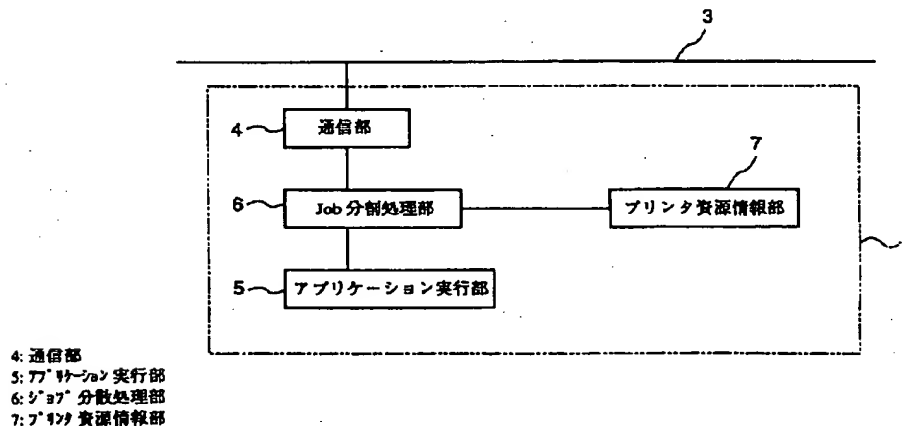 3
4 通信部
7
6 Job 分割処理部 プリンタ資源情報部
5 アプリケーション実行部
4: 通信部
5: ｱﾌﾟﾘｹｰｼｮﾝ 実行部
6: ｼﾞｮﾌﾞ 分散処理部
7: ﾌﾟﾘﾝﾀ 資源情報部